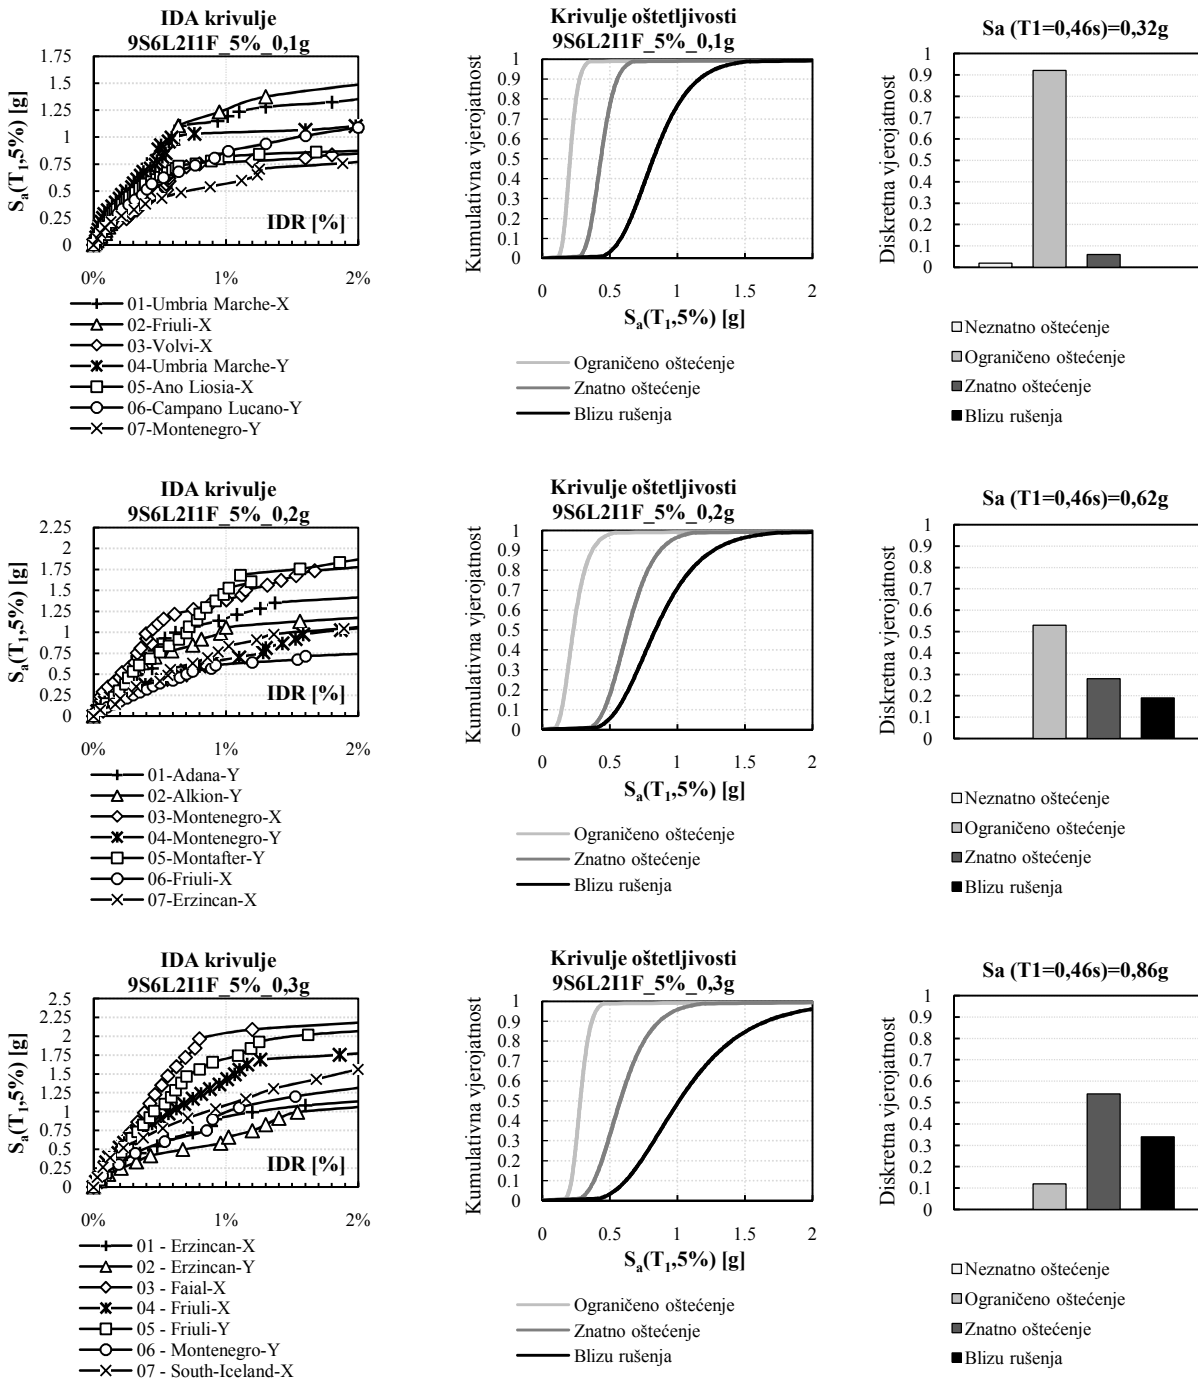 IDA krivulje
9S6L2I1F_5%_0,1g
Sa(T1,5%) [g]
1.75
1.5
1.25
1
0.75
0.5
0.25
0
IDR [%]
0% 1% 2%
01-Umbria Marche-X
02-Friuli-X
03-Volvi-X
04-Umbria Marche-Y
05-Ano Liosia-X
06-Campano Lucano-Y
07-Montenegro-Y
Krivulje oštetljivosti
9S6L2I1F_5%_0,1g
Kumulativna vjerojatnost
1
0.9
0.8
0.7
0.6
0.5
0.4
0.3
0.2
0.1
0
0 0.5 1 1.5 2
Sa(T1,5%) [g]
Ograničeno oštećenje
Znatno oštećenje
Blizu rušenja
Sa (T1=0,46s)=0,32g
Diskretna vjerojatnost
1
0.9
0.8
0.7
0.6
0.5
0.4
0.3
0.2
0.1
0
Neznatno oštećenje
Ograničeno oštećenje
Znatno oštećenje
Blizu rušenja
IDA krivulje
9S6L2I1F_5%_0,2g
Sa(T1,5%) [g]
2.25
2
1.75
1.5
1.25
1
0.75
0.5
0.25
0
IDR [%]
0% 1% 2%
01-Adana-Y
02-Alkion-Y
03-Montenegro-X
04-Montenegro-Y
05-Montafter-Y
06-Friuli-X
07-Erzincan-X
Krivulje oštetljivosti
9S6L2I1F_5%_0,2g
Kumulativna vjerojatnost
1
0.9
0.8
0.7
0.6
0.5
0.4
0.3
0.2
0.1
0
0 0.5 1 1.5 2
Sa(T1,5%) [g]
Ograničeno oštećenje
Znatno oštećenje
Blizu rušenja
Sa (T1=0,46s)=0,62g
Diskretna vjerojatnost
1
0.9
0.8
0.7
0.6
0.5
0.4
0.3
0.2
0.1
0
Neznatno oštećenje
Ograničeno oštećenje
Znatno oštećenje
Blizu rušenja
IDA krivulje
9S6L2I1F_5%_0,3g
Sa(T1,5%) [g]
2.5
2.25
2
1.75
1.5
1.25
1
0.75
0.5
0.25
0
IDR [%]
0% 1% 2%
01 - Erzincan-X
02 - Erzincan-Y
03 - Faial-X
04 - Friuli-X
05 - Friuli-Y
06 - Montenegro-Y
07 - South-Iceland-X
Krivulje oštetljivosti
9S6L2I1F_5%_0,3g
Kumulativna vjerojatnost
1
0.9
0.8
0.7
0.6
0.5
0.4
0.3
0.2
0.1
0
0 0.5 1 1.5 2
Sa(T1,5%) [g]
Ograničeno oštećenje
Znatno oštećenje
Blizu rušenja
Sa (T1=0,46s)=0,86g
Diskretna vjerojatnost
1
0.9
0.8
0.7
0.6
0.5
0.4
0.3
0.2
0.1
0
Neznatno oštećenje
Ograničeno oštećenje
Znatno oštećenje
Blizu rušenja